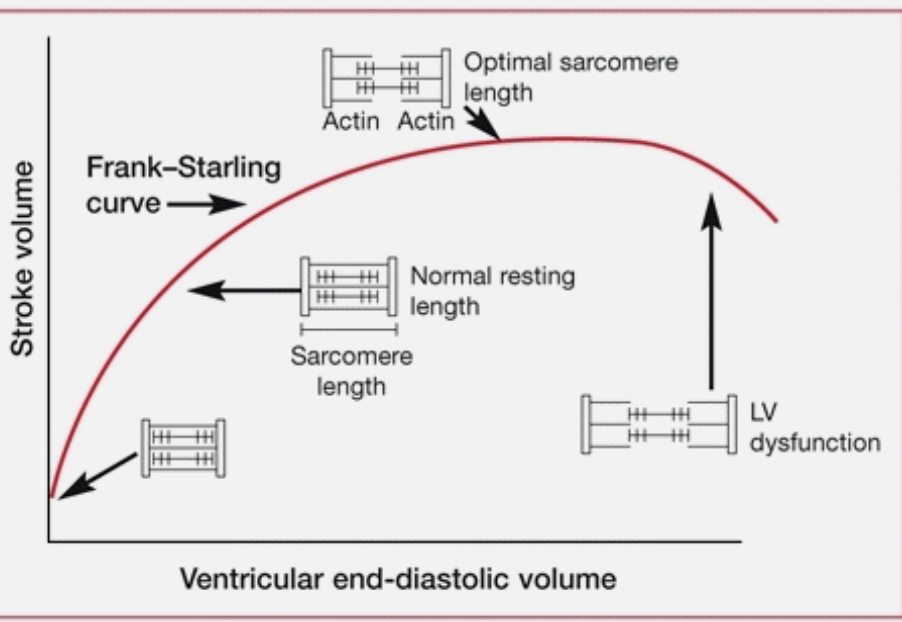 Optimal sarcomere
length
Actin Actin
Frank–Starling
curve
Stroke volume
Normal resting
length
Sarcomere
length
LV
dysfunction
Ventricular end-diastolic volume